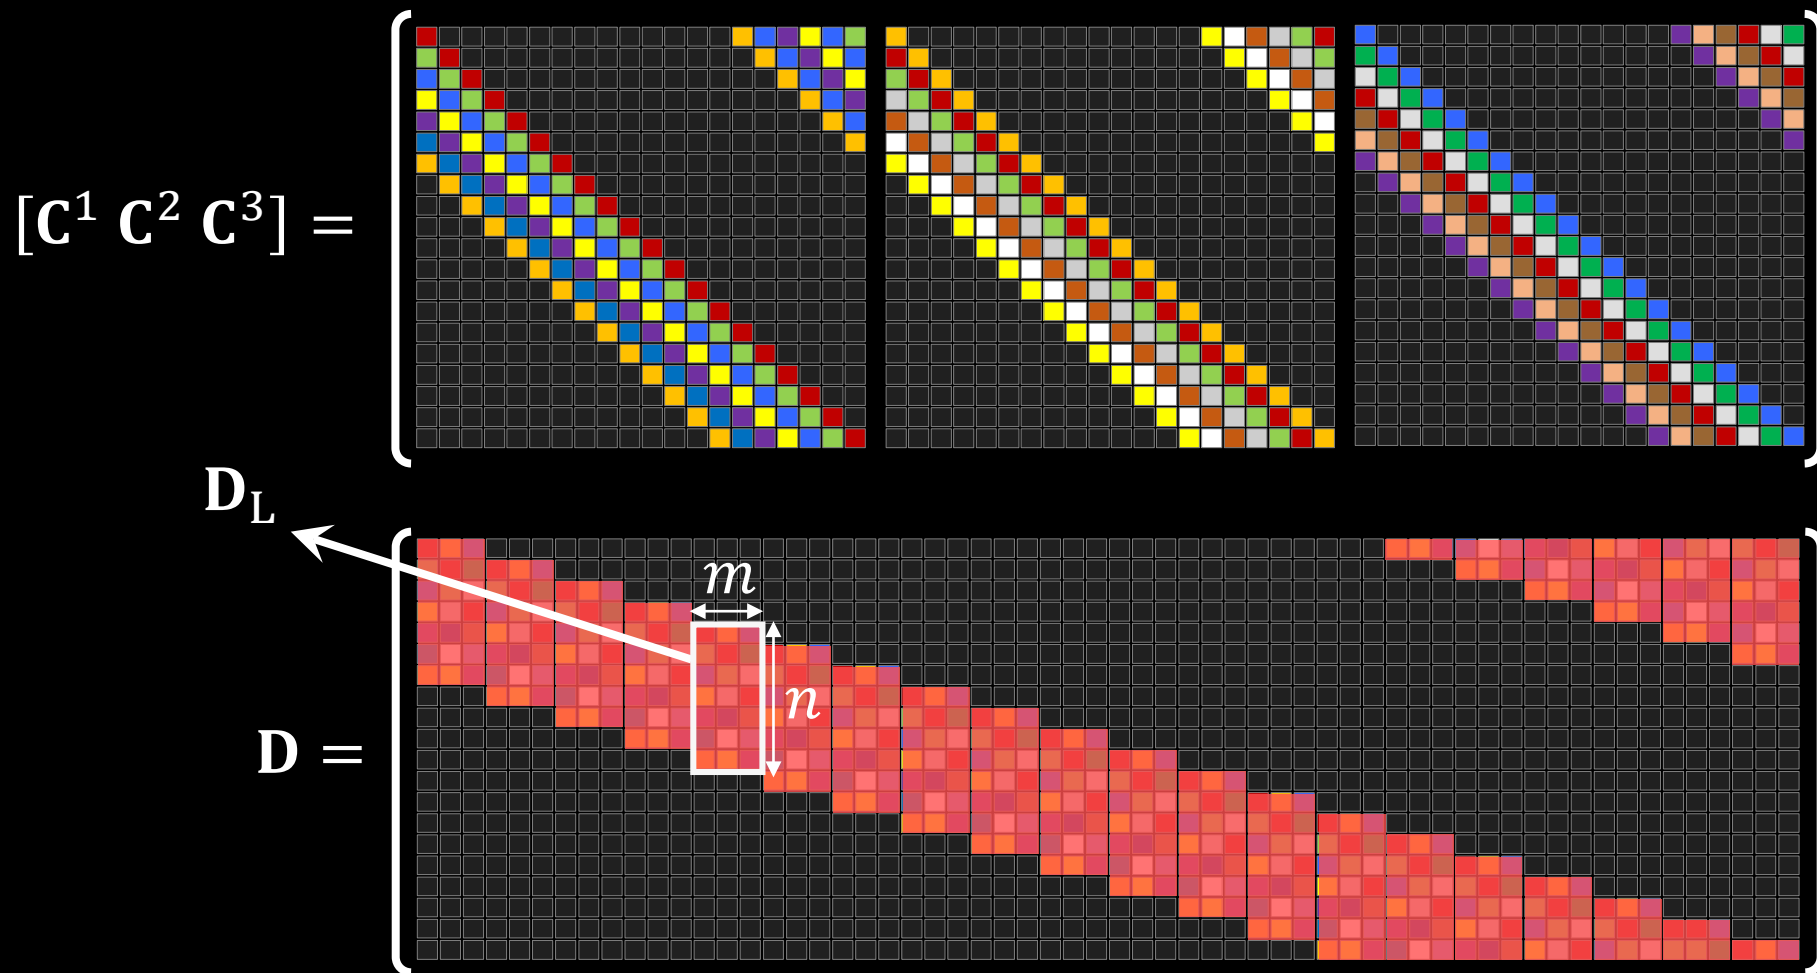 [𝐂¹ 𝐂² 𝐂³] =
𝐃_L
m
n
𝐃 =